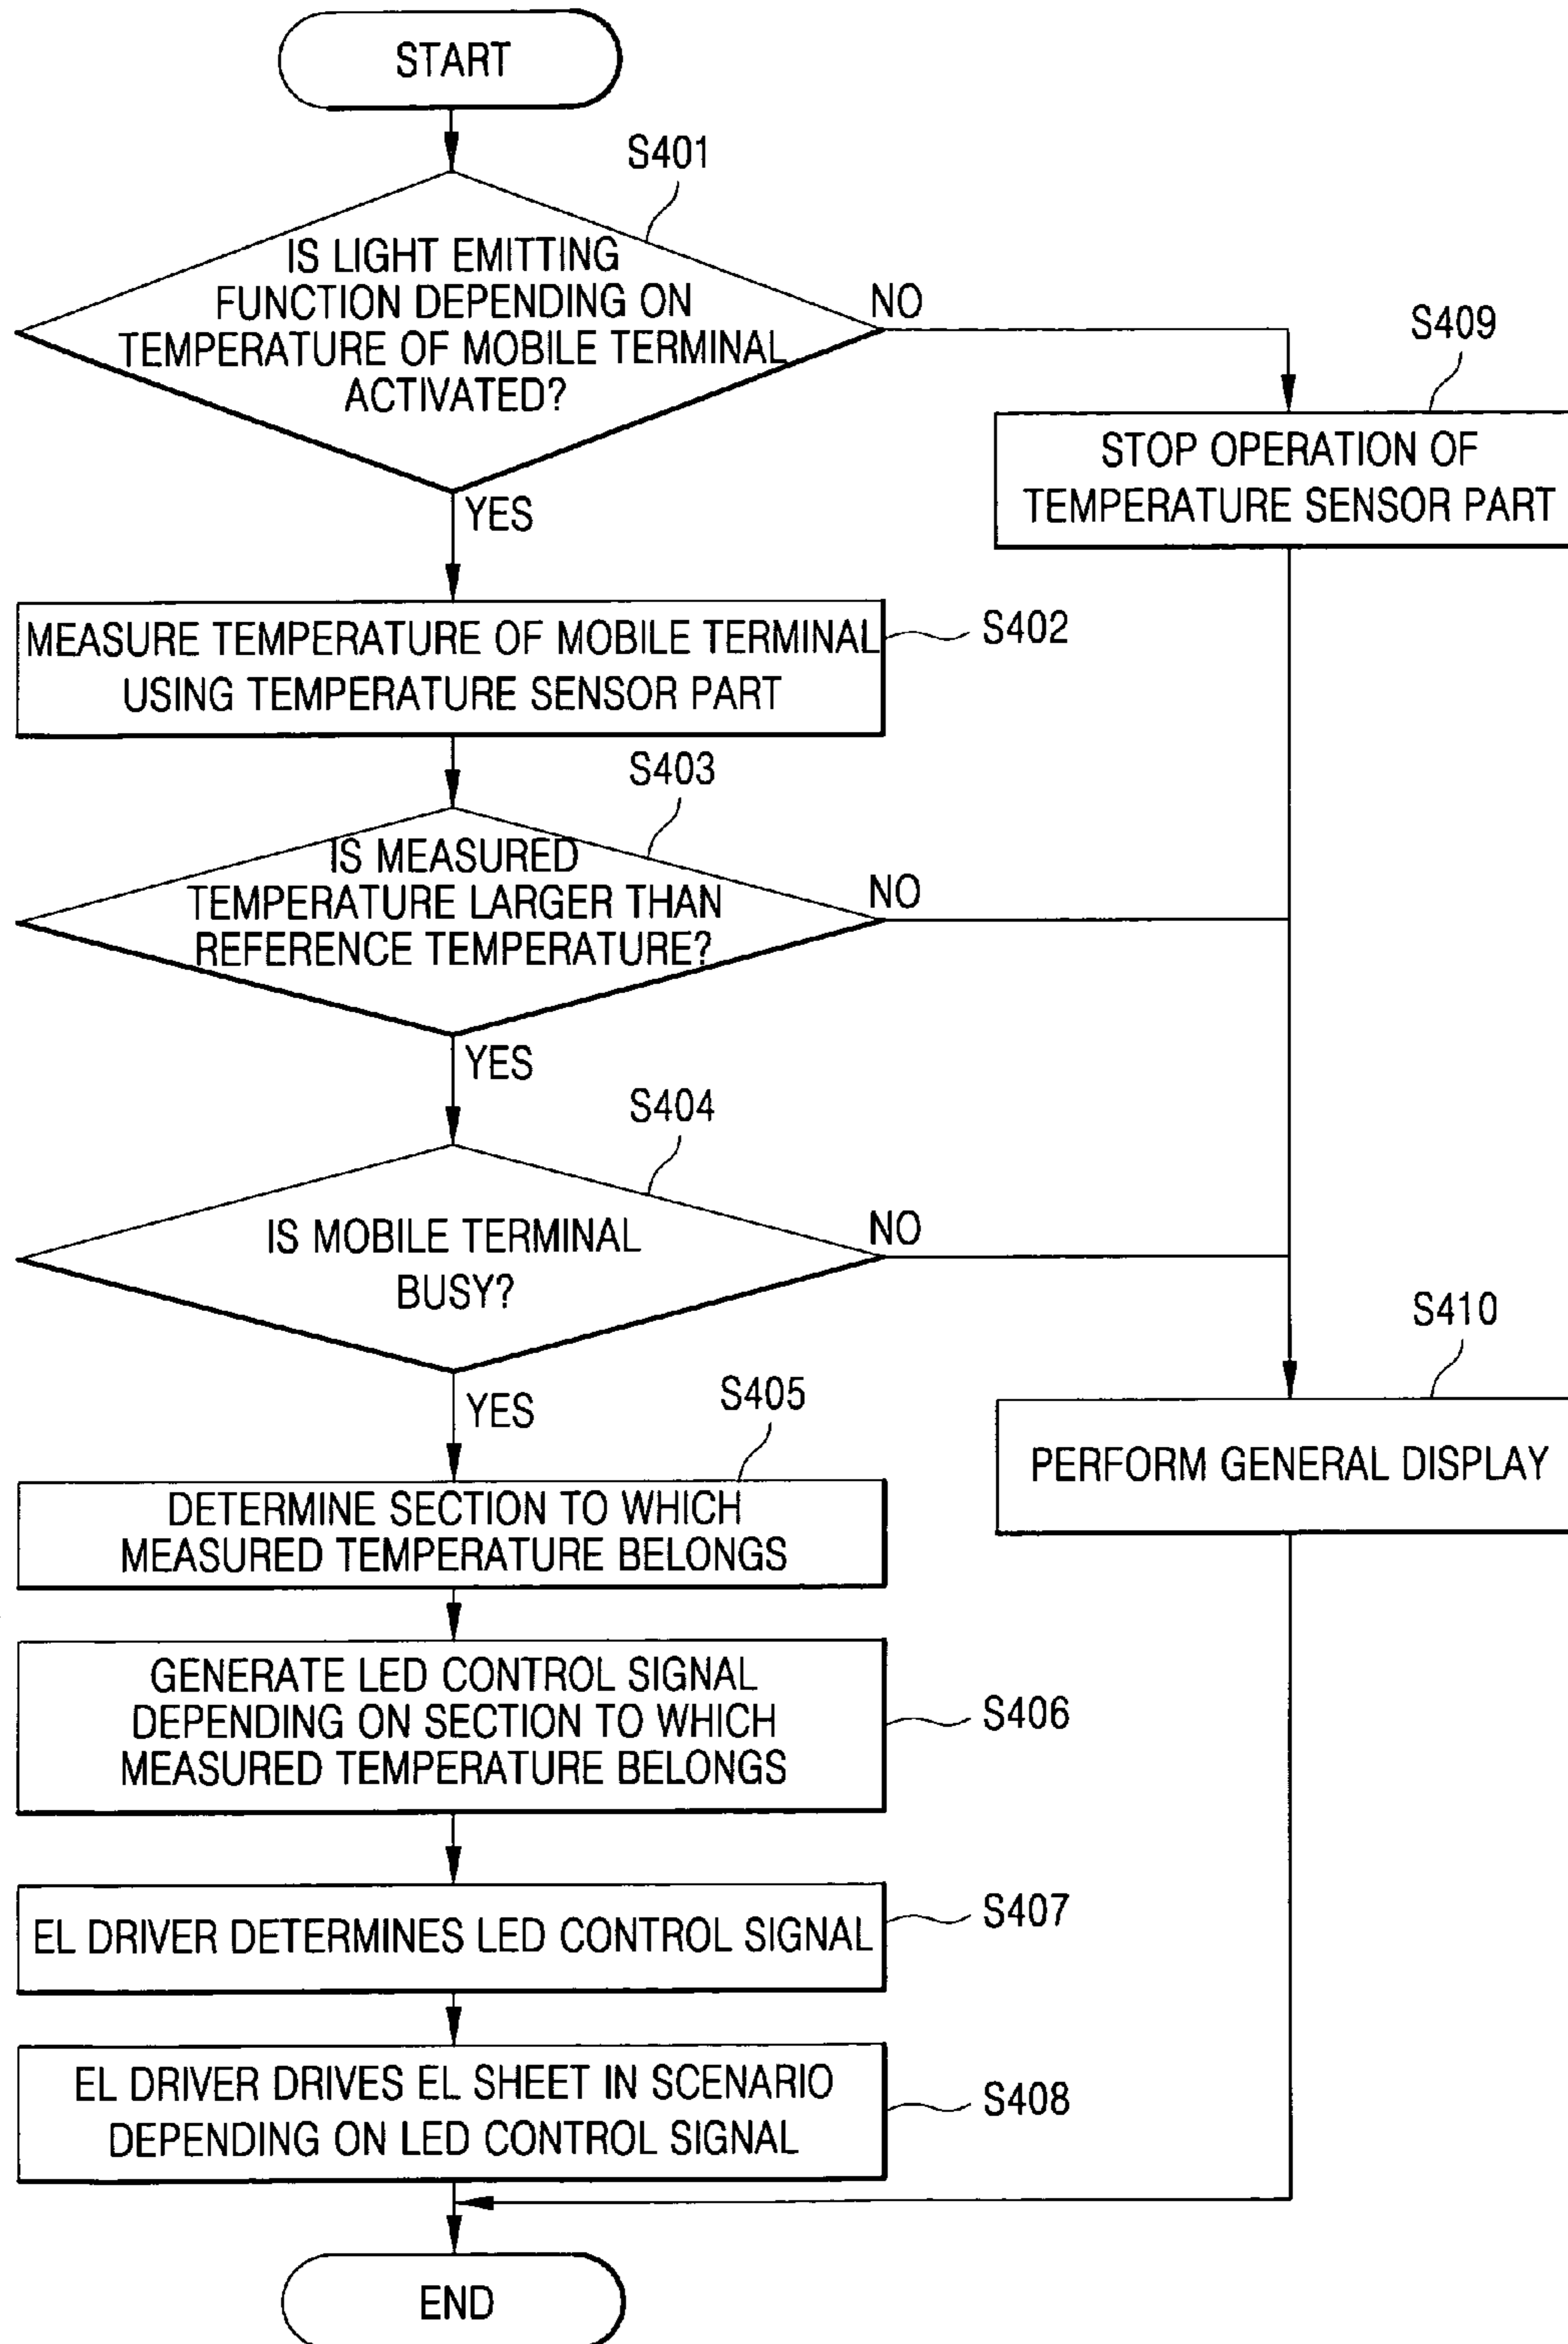 START
S401
IS LIGHT EMITTING
FUNCTION DEPENDING ON
TEMPERATURE OF MOBILE TERMINAL
ACTIVATED?
NO
S409
STOP OPERATION OF
TEMPERATURE SENSOR PART
YES
MEASURE TEMPERATURE OF MOBILE TERMINAL
USING TEMPERATURE SENSOR PART
S402
S403
IS MEASURED
TEMPERATURE LARGER THAN
REFERENCE TEMPERATURE?
NO
YES
S404
IS MOBILE TERMINAL
BUSY?
NO
S410
PERFORM GENERAL DISPLAY
YES
S405
DETERMINE SECTION TO WHICH
MEASURED TEMPERATURE BELONGS
GENERATE LED CONTROL SIGNAL
DEPENDING ON SECTION TO WHICH
MEASURED TEMPERATURE BELONGS
S406
EL DRIVER DETERMINES LED CONTROL SIGNAL
S407
EL DRIVER DRIVES EL SHEET IN SCENARIO
DEPENDING ON LED CONTROL SIGNAL
S408
END